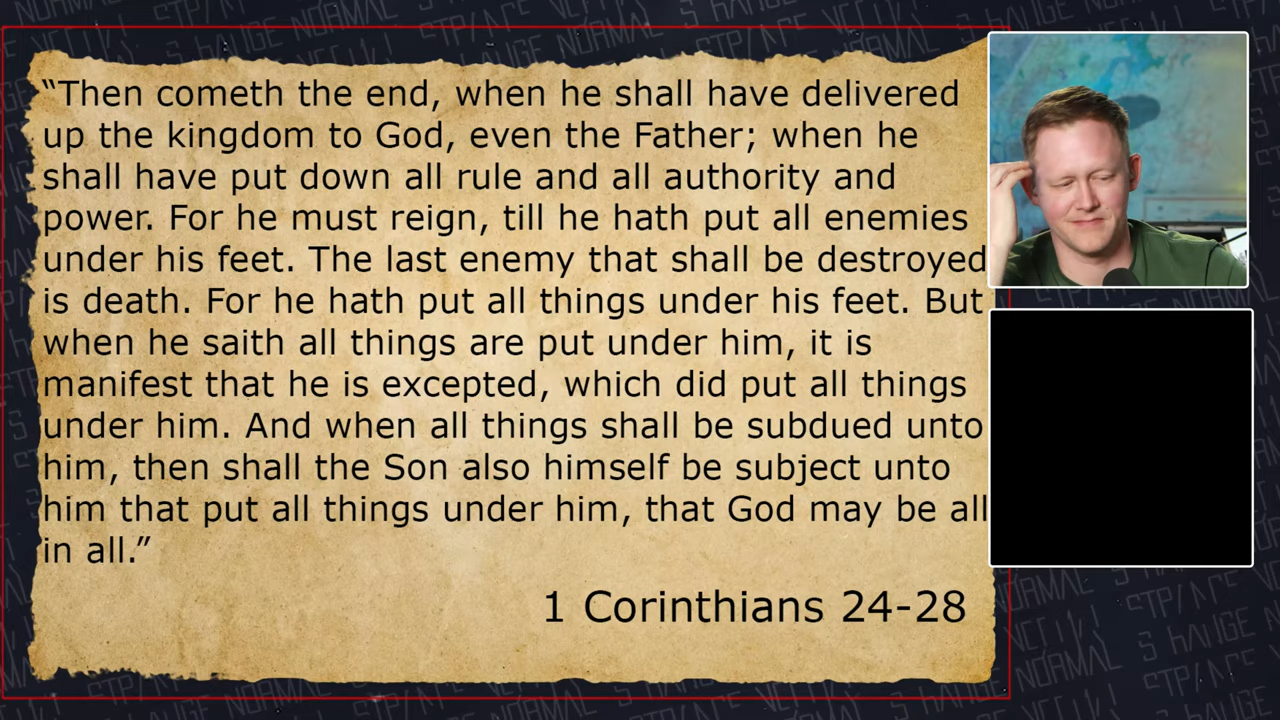 “Then cometh the end, when he shall have delivered
up the kingdom to God, even the Father; when he
shall have put down all rule and all authority and
power. For he must reign, till he hath put all enemies
under his feet. The last enemy that shall be destroyed
is death. For he hath put all things under his feet. But
when he saith all things are put under him, it is
manifest that he is excepted, which did put all things
under him. And when all things shall be subdued unto
him, then shall the Son also himself be subject unto
him that put all things under him, that God may be all
in all.”
1 Corinthians 24-28